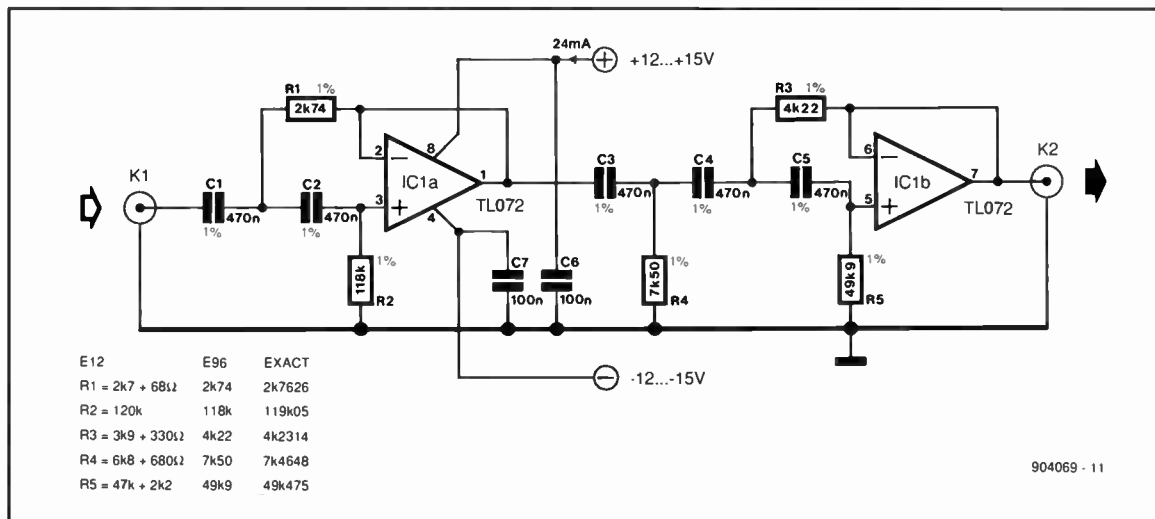 24mA
+
+12...+15V
R1 1%
2k74
R3 1%
4k22
K1
C1
470n
1%
C2
470n
1%
2
−
8
3
+
4
IC1a
1
TL072
C3
470n
1%
C4
470n
C5
470n
1%
6
−
5
+
IC1b
7
TL072
K2
118k
1%
R2
C7
100n
C6
100n
7k50
1%
R4
49k9
1%
R5
−
-12...-15V
E12 E96 EXACT
R1 = 2k7 + 68Ω 2k74 2k7626
R2 = 120k 118k 119k05
R3 = 3k9 + 330Ω 4k22 4k2314
R4 = 6k8 + 680Ω 7k50 7k4648
R5 = 47k + 2k2 49k9 49k475
904069 - 11